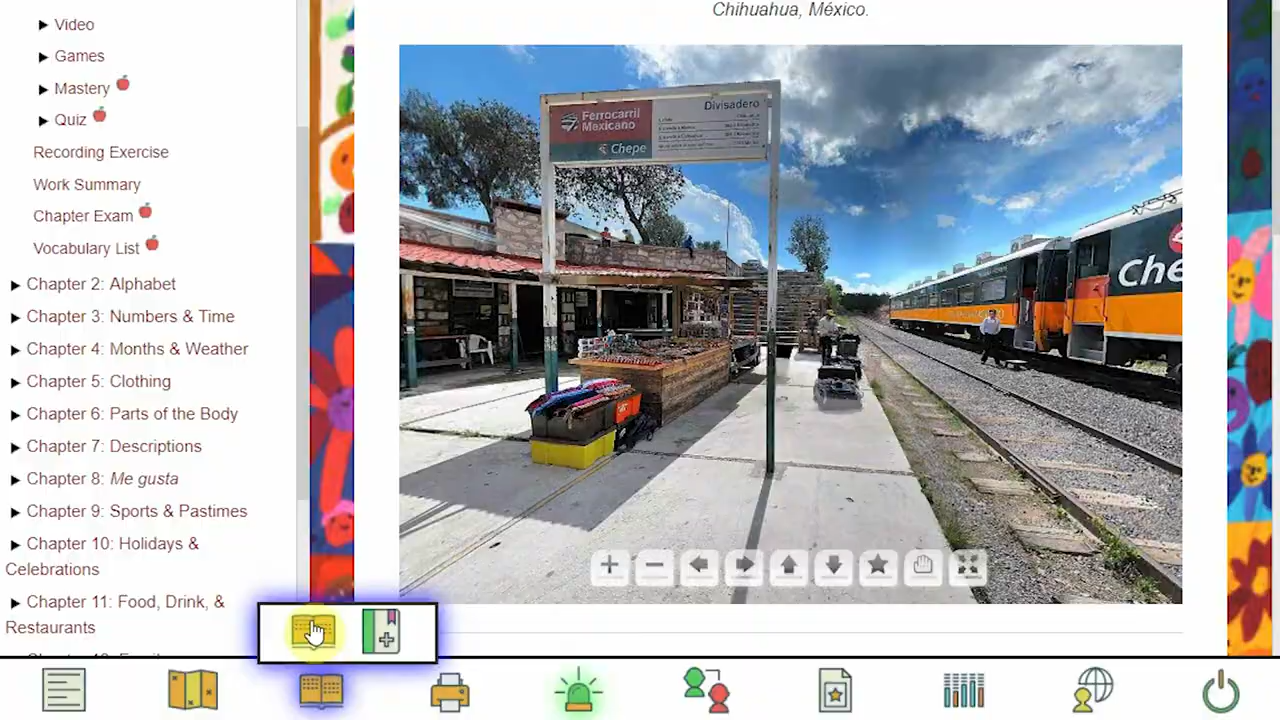 Video
Games
Mastery
Quiz
Recording Exercise
Work Summary
Chapter Exam
Vocabulary List
Chapter 2: Alphabet
Chapter 3: Numbers & Time
Chapter 4: Months & Weather
Chapter 5: Clothing
Chapter 6: Parts of the Body
Chapter 7: Descriptions
Chapter 8: Me gusta
Chapter 9: Sports & Pastimes
Chapter 10: Holidays &
Celebrations
Chapter 11: Food, Drink, &
Restaurants
Chihuahua, México.
Ferrocarril
Mexicano
Chepe
Divisadero
Che